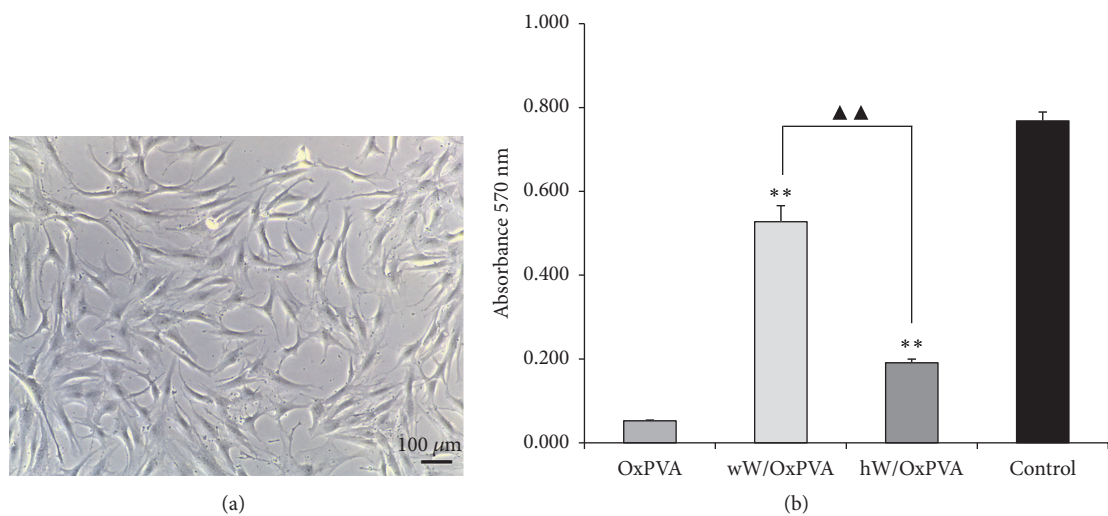 100 μm
(a)
Absorbance 570 nm
1.000
0.800
0.600
0.400
0.200
0.000
▲▲
**
**
OxPVA wW/OxPVA hW/OxPVA Control
(b)